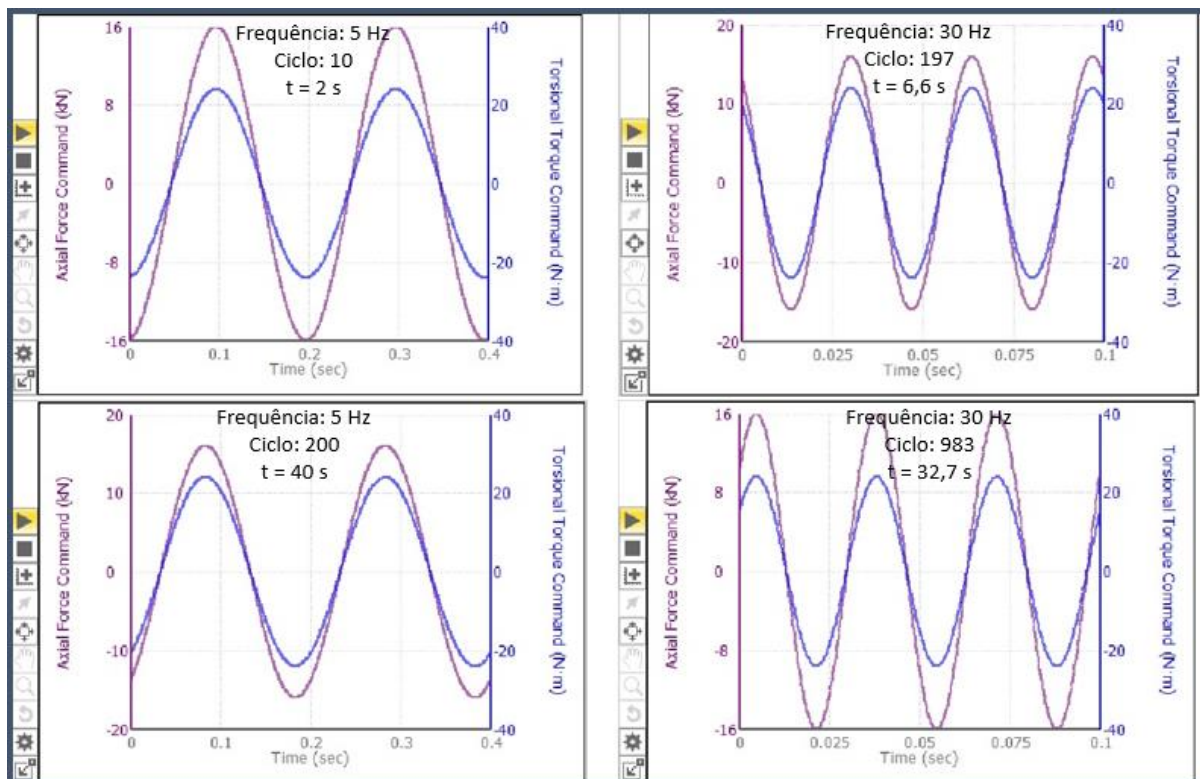 Frequência: 5 Hz
Ciclo: 10
t = 2 s
Axial Force Command (kN)
16
8
0
-8
-16
Torsional Torque Command (N·m)
40
20
0
-20
-40
0
0.1
0.2
0.3
0.4
Time (sec)
Frequência: 30 Hz
Ciclo: 197
t = 6,6 s
Axial Force Command (kN)
20
10
0
-10
-20
Torsional Torque Command (N·m)
40
20
0
-20
-40
0
0.025
0.05
0.075
0.1
Time (sec)
Frequência: 5 Hz
Ciclo: 200
t = 40 s
Axial Force Command (kN)
20
10
0
-10
-20
Torsional Torque Command (N·m)
40
20
0
-20
-40
0
0.1
0.2
0.3
0.4
Time (sec)
Frequência: 30 Hz
Ciclo: 983
t = 32,7 s
Axial Force Command (kN)
16
8
0
-8
-16
Torsional Torque Command (N·m)
40
20
0
-20
-40
0
0.025
0.05
0.075
0.1
Time (sec)